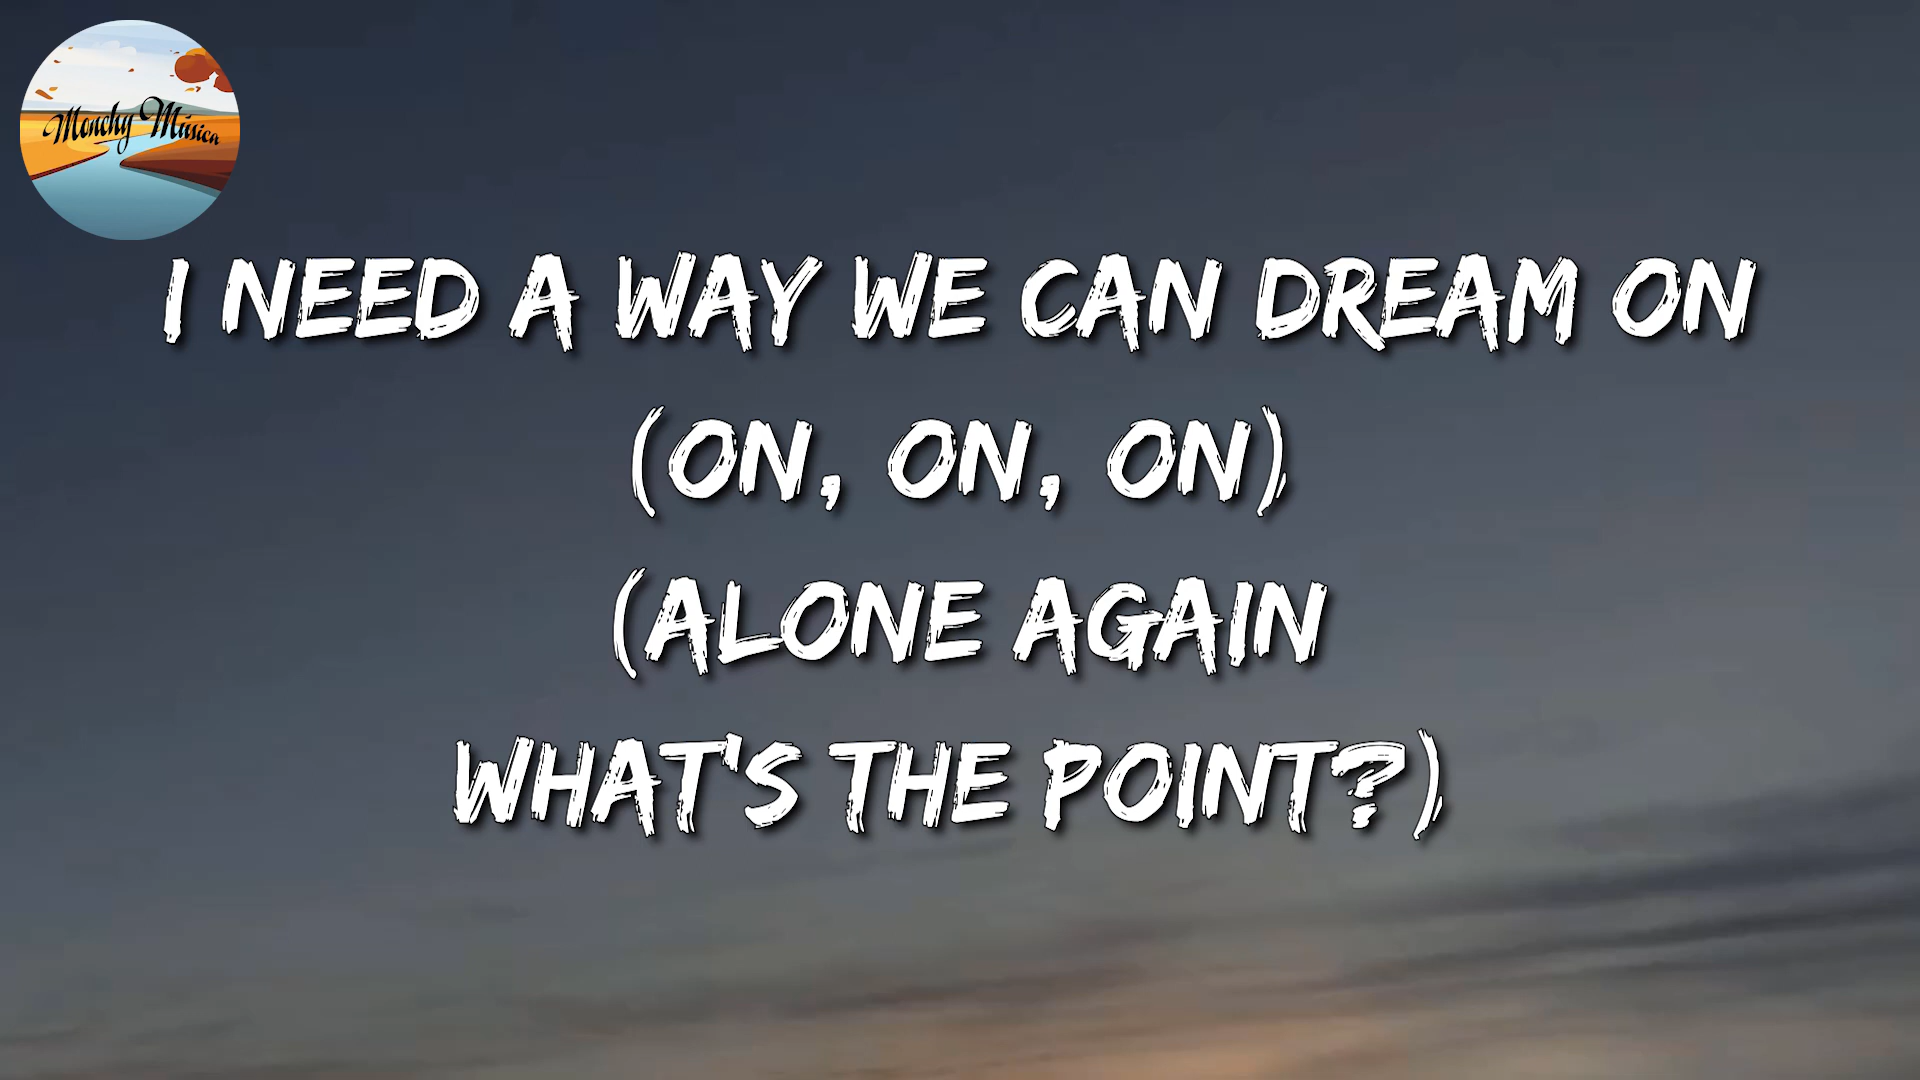 Monchy Música
I NEED A WAY WE CAN DREAM ON
(ON, ON, ON)
(ALONE AGAIN
WHAT'S THE POINT?)